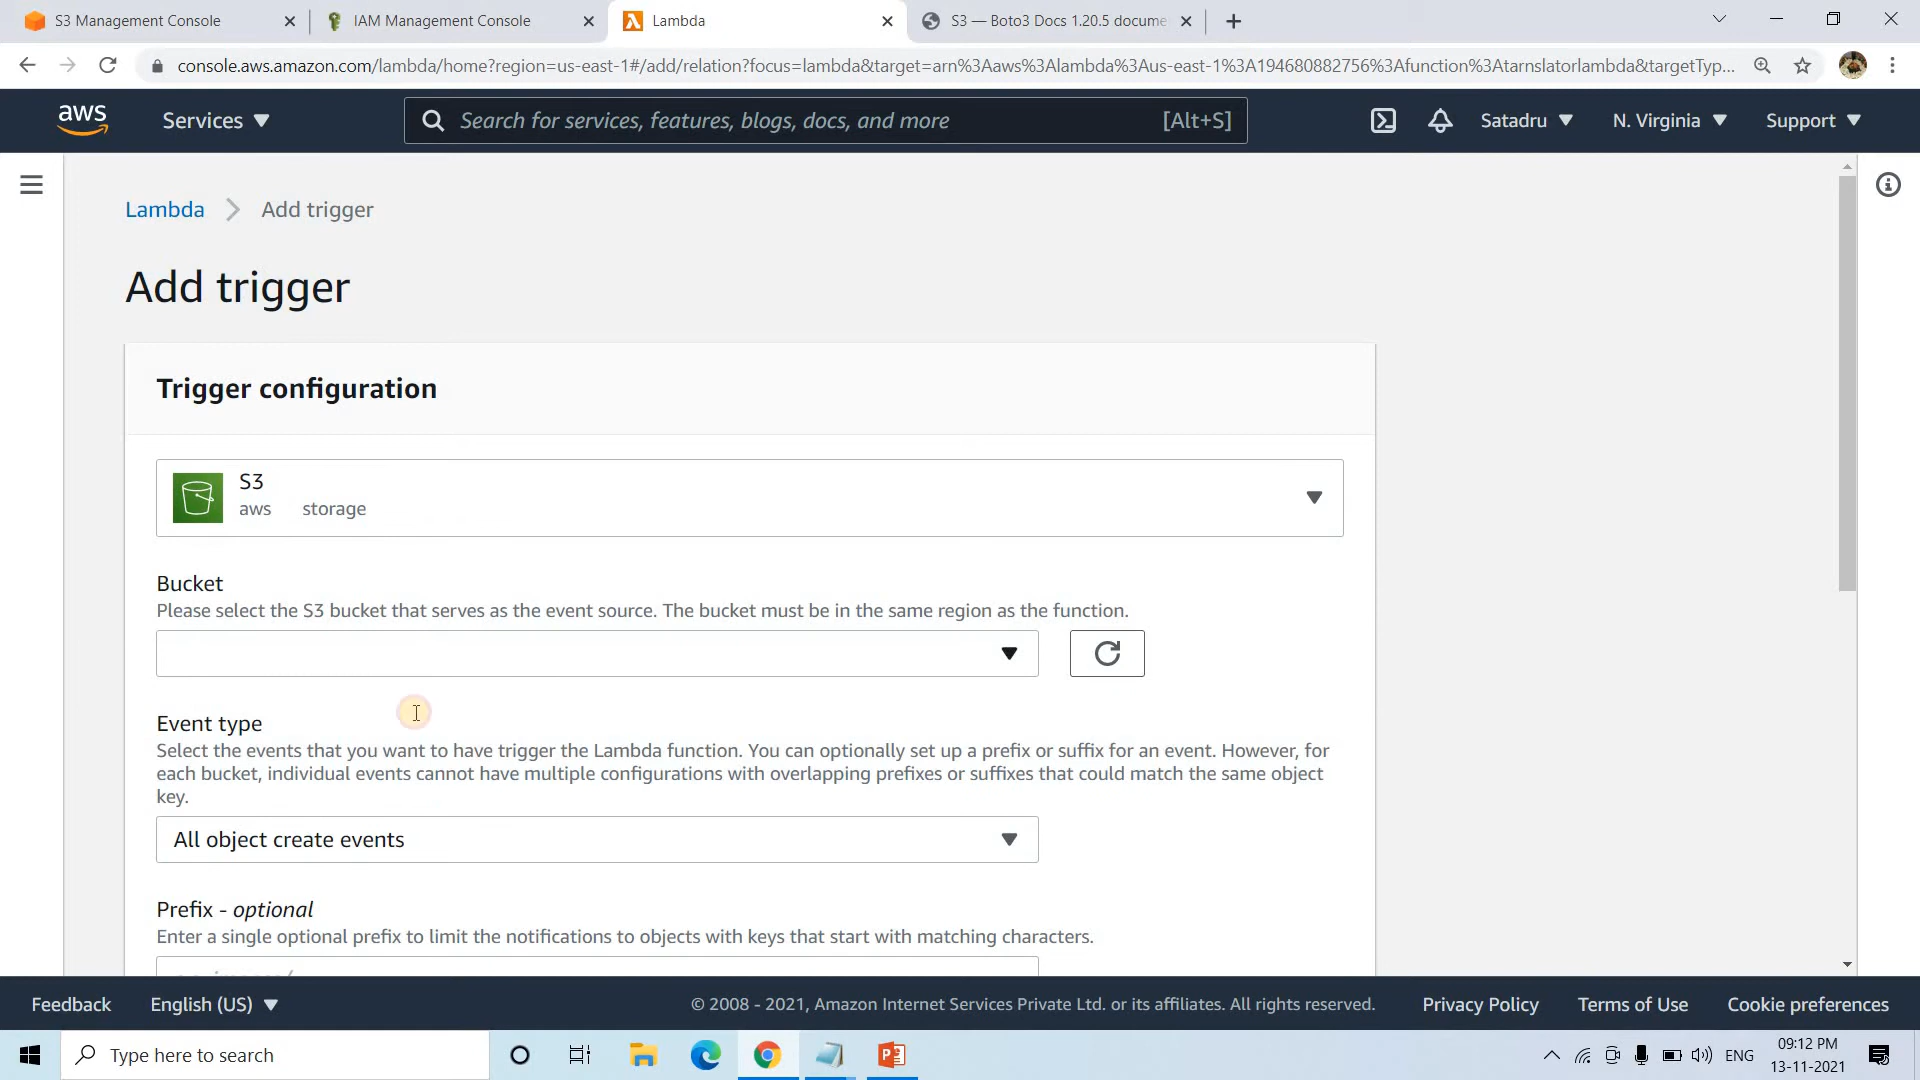 S3 Management Console
IAM Management Console
Lambda
S3 — Boto3 Docs 1.20.5 docume
console.aws.amazon.com/lambda/home?region=us-east-1#/add/relation?focus=lambda&target=arn%3Aaws%3Alambda%3Aus-east-1%3A194680882756%3Afunction%3Atarnslatorlambda&targetTyp...
aws
Services
Search for services, features, blogs, docs, and more
[Alt+S]
Satadru
N. Virginia
Support
Lambda > Add trigger
Add trigger
Trigger configuration
S3
aws storage
Bucket
Please select the S3 bucket that serves as the event source. The bucket must be in the same region as the function.
Event type
Select the events that you want to have trigger the Lambda function. You can optionally set up a prefix or suffix for an event. However, for
each bucket, individual events cannot have multiple configurations with overlapping prefixes or suffixes that could match the same object
key.
All object create events
Prefix - optional
Enter a single optional prefix to limit the notifications to objects with keys that start with matching characters.
Feedback
English (US)
© 2008 - 2021, Amazon Internet Services Private Ltd. or its affiliates. All rights reserved.
Privacy Policy
Terms of Use
Cookie preferences
Type here to search
ENG
09:12 PM
13-11-2021